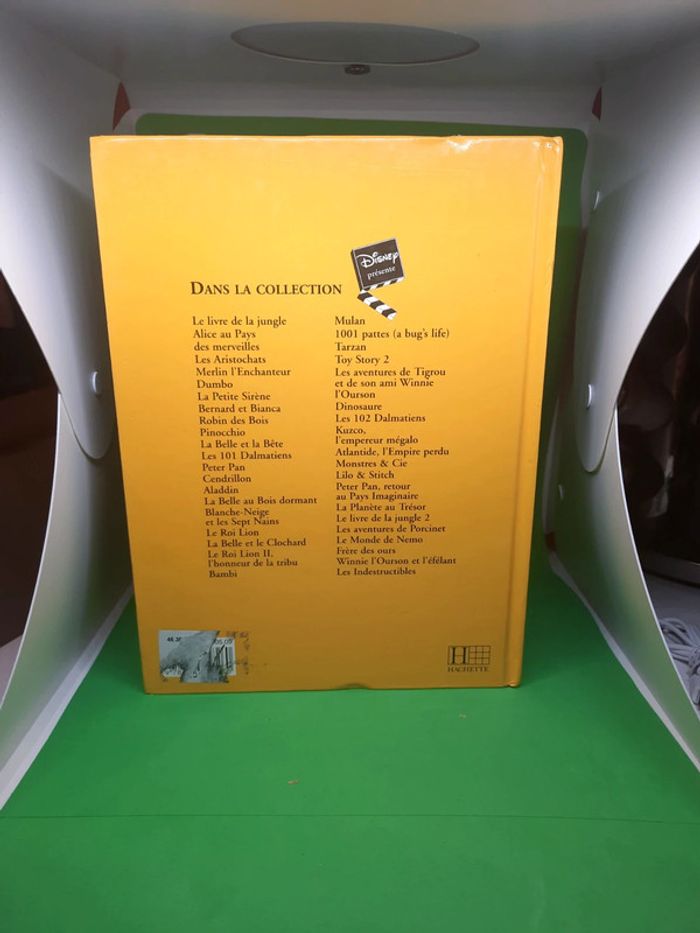 Disney
présente
DANS LA COLLECTION
Le livre de la jungle
Alice au Pays
des merveilles
Les Aristochats
Merlin l'Enchanteur
Dumbo
La Petite Sirène
Bernard et Bianca
Robin des Bois
Pinocchio
La Belle et la Bête
Les 101 Dalmatiens
Peter Pan
Cendrillon
Aladdin
La Belle au Bois dormant
Blanche-Neige
et les Sept Nains
Le Roi Lion
La Belle et le Clochard
Le Roi Lion II,
l'honneur de la tribu
Bambi
Mulan
1001 pattes (a bug's life)
Tarzan
Toy Story 2
Les aventures de Tigrou
et de son ami Winnie
l'Ourson
Dinosaure
Les 102 Dalmatiens
Kuzco,
l'empereur mégalo
Atlantide, l'Empire perdu
Monstres & Cie
Lilo & Stitch
Peter Pan, retour
au Pays Imaginaire
La Planète au Trésor
Le livre de la jungle 2
Les aventures de Porcinet
Le Monde de Nemo
Frère des ours
Winnie l'Ourson et l'éfélant
Les Indestructibles
H
HACHETTE